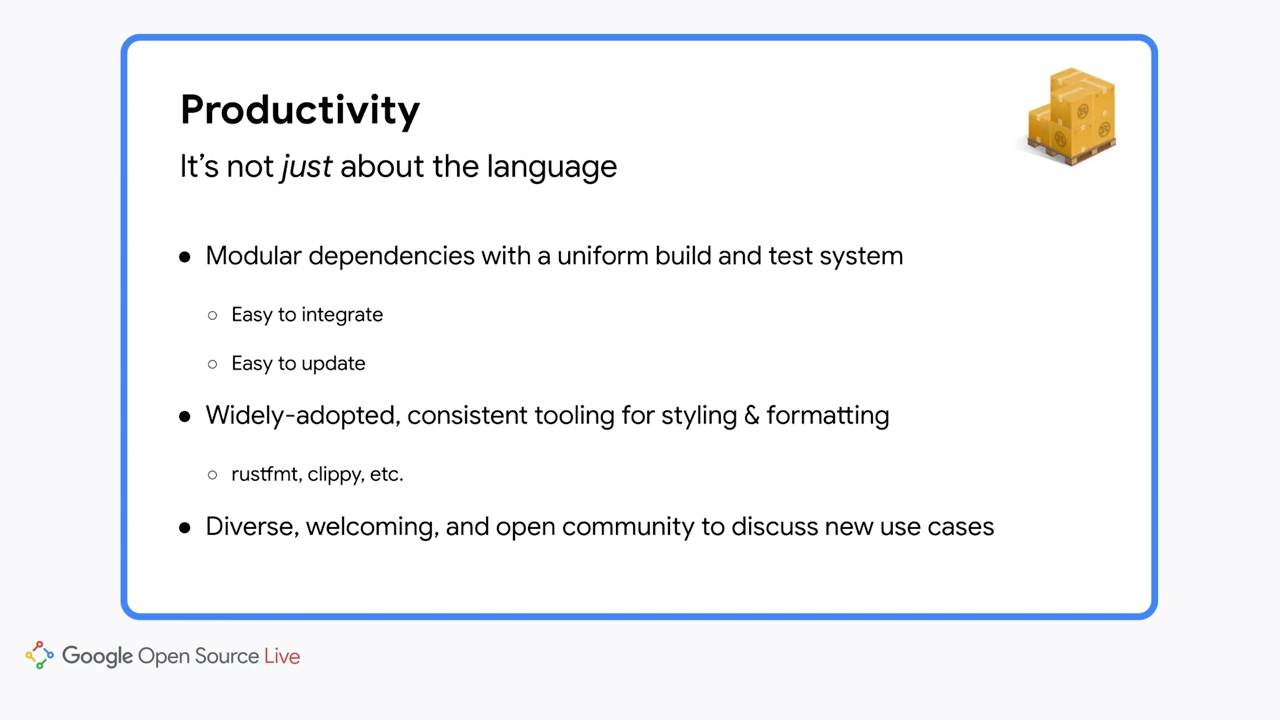 Productivity
It's not just about the language
● Modular dependencies with a uniform build and test system
○ Easy to integrate
○ Easy to update
● Widely-adopted, consistent tooling for styling & formatting
○ rustfmt, clippy, etc.
● Diverse, welcoming, and open community to discuss new use cases
Google Open Source Live